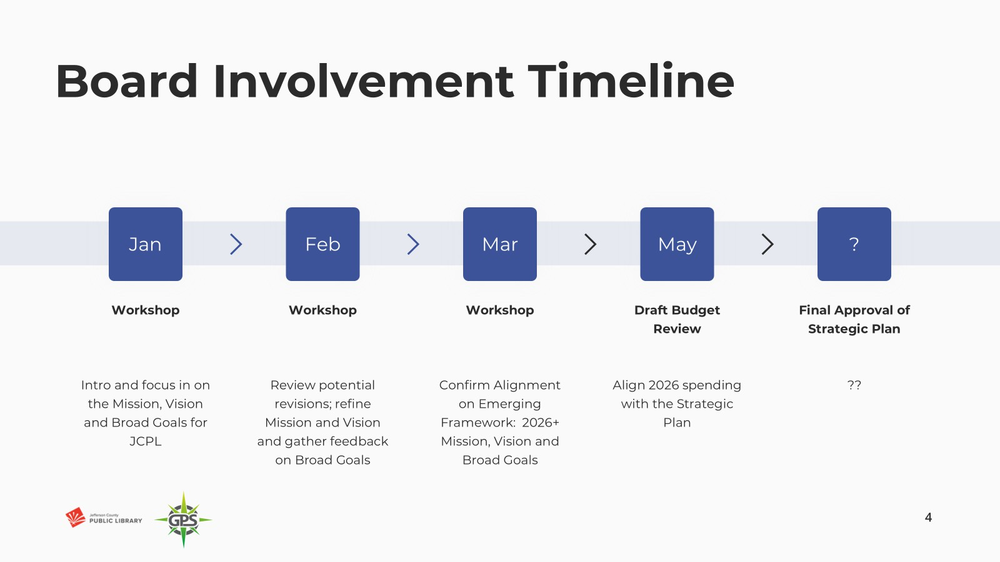 Board Involvement Timeline
Jan
Feb
Mar
May
?
Workshop
Workshop
Workshop
Draft Budget
Review
Final Approval of
Strategic Plan
Intro and focus in on
the Mission, Vision
and Broad Goals for
JCPL
Review potential
revisions; refine
Mission and Vision
and gather feedback
on Broad Goals
Confirm Alignment
on Emerging
Framework:  2026+
Mission, Vision and
Broad Goals
Align 2026 spending
with the Strategic
Plan
??
Jefferson County
PUBLIC LIBRARY
GPS
4